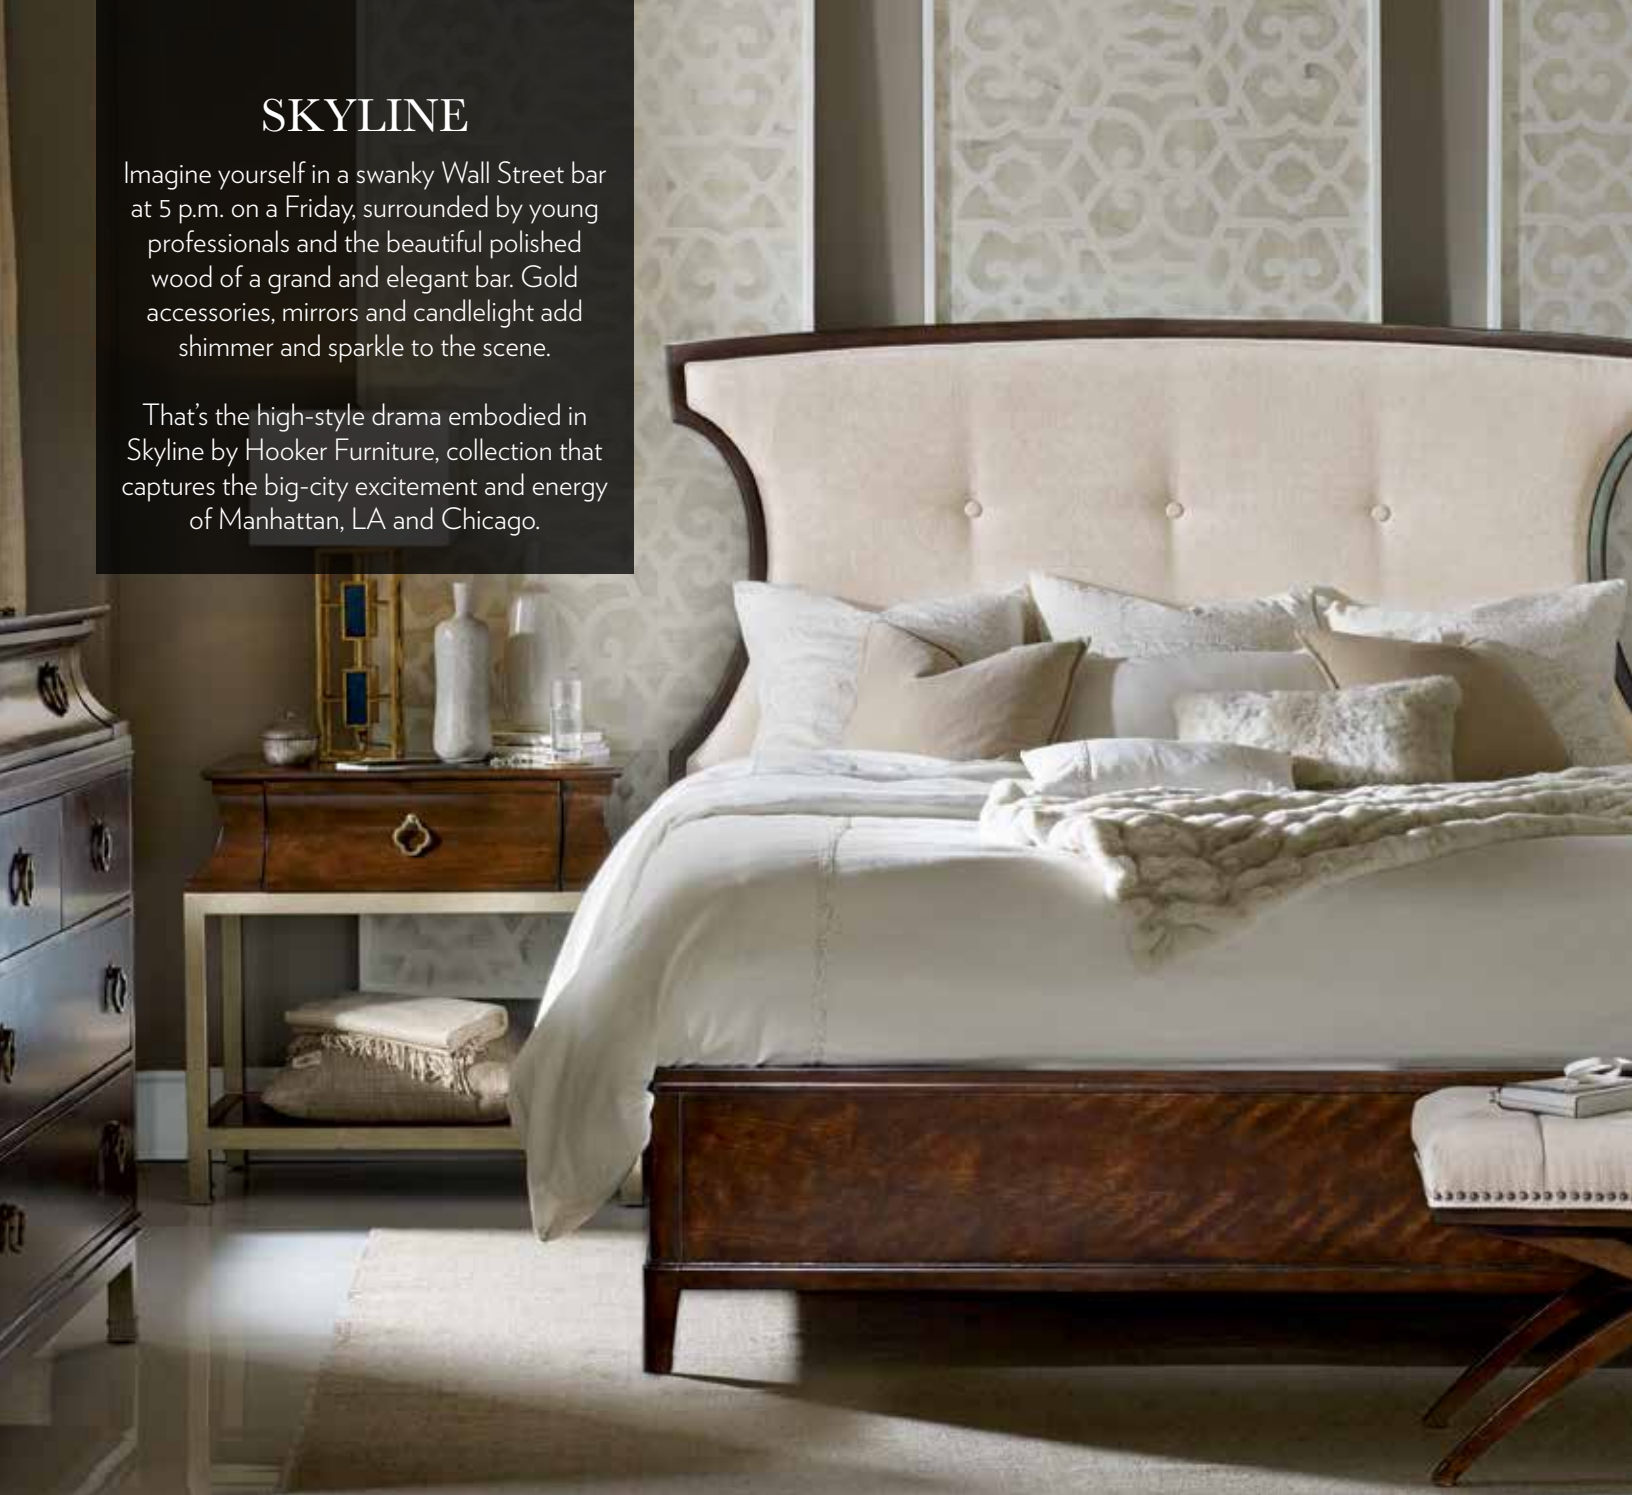 SKYLINE
Imagine yourself in a swanky Wall Street bar
at 5 p.m. on a Friday, surrounded by young
professionals and the beautiful polished
wood of a grand and elegant bar. Gold
accessories, mirrors and candlelight add
shimmer and sparkle to the scene.
That’s the high-style drama embodied in
Skyline by Hooker Furniture, collection that
captures the big-city excitement and energy
of Manhattan, LA and Chicago.